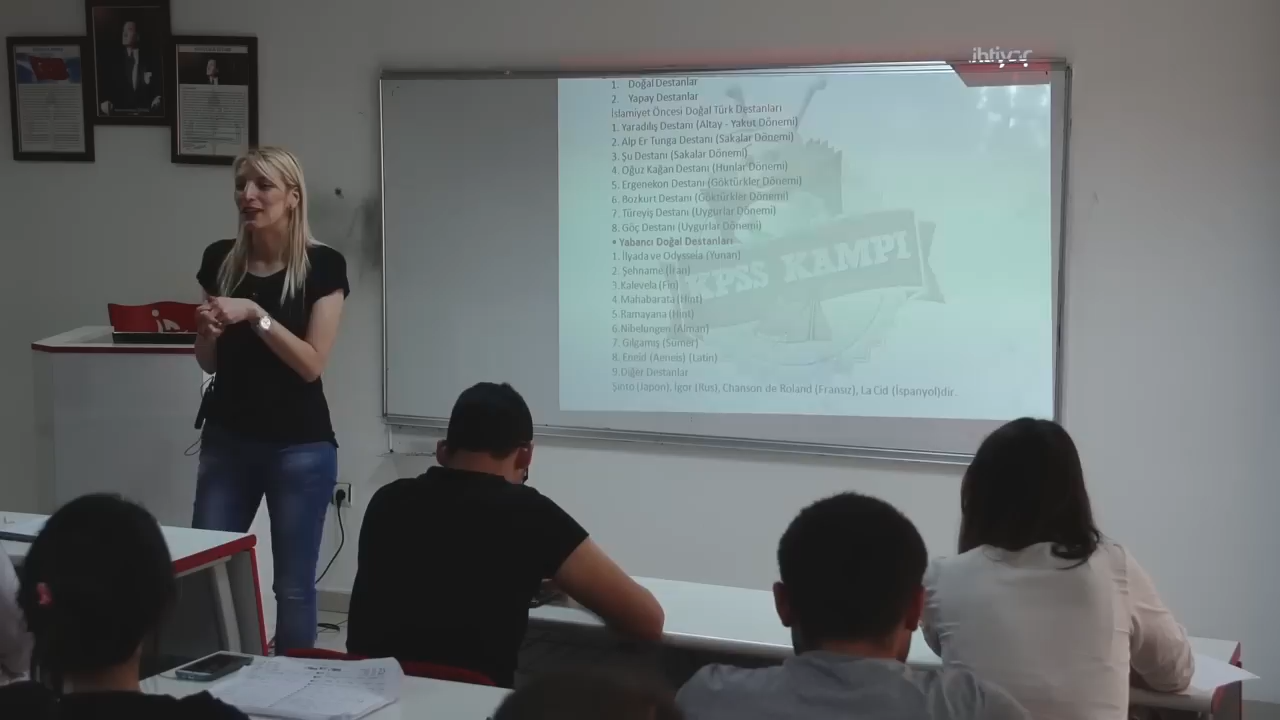 ihtiyaç
1. Doğal Destanlar
2. Yapay Destanlar
İslamiyet Öncesi Doğal Türk Destanları
1. Yaradılış Destanı (Altay - Yakut Dönemi)
2. Alp Er Tunga Destanı (Sakalar Dönemi)
3. Şu Destanı (Sakalar Dönemi)
4. Oğuz Kağan Destanı (Hunlar Dönemi)
5. Ergenekon Destanı (Göktürkler Dönemi)
6. Bozkurt Destanı (Göktürkler Dönemi)
7. Türeyiş Destanı (Uygurlar Dönemi)
8. Göç Destanı (Uygurlar Dönemi)
• Yabancı Doğal Destanları
1. İlyada ve Odysseia (Yunan)
2. Şehname (İran)
3.Kalevela (Fin)
4.Mahabarata (Hint)
5.Ramayana (Hint)
6.Nibelungen (Alman)
7. Gılgamış (Sümer)
8. Eneid (Aeneis) (Latin)
9.Diğer Destanlar
Şinto (Japon), İgor (Rus), Chanson de Roland (Fransız), La Cid (İspanyol)dir.
KPSS KAMPI